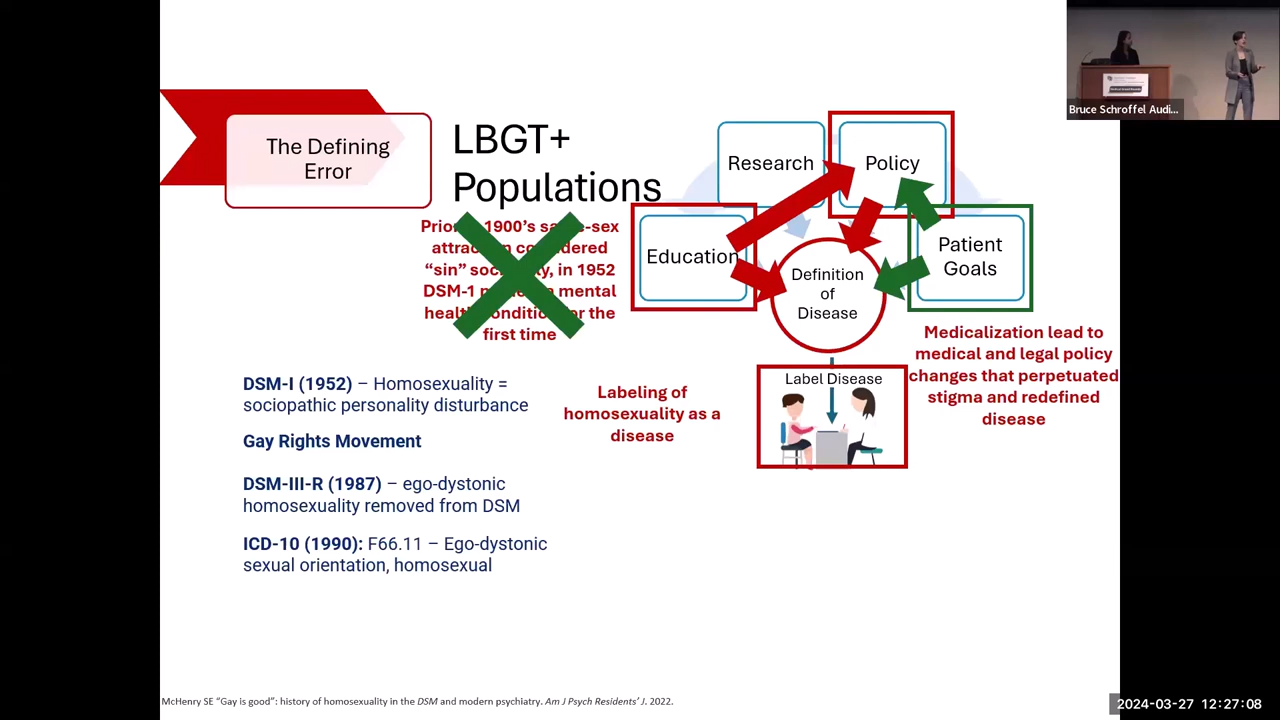 The Defining
Error
LBGT+
Populations
Research
Policy
Education
Patient
Goals
Definition
of
Disease
Prior 1900's same-sex
attraction considered
"sin" socially, in 1952
DSM-1 mental
health condition for the
first time
Medicalization lead to
medical and legal policy
changes that perpetuated
stigma and redefined
disease
Label Disease
Labeling of
homosexuality as a
disease
DSM-I (1952) – Homosexuality =
sociopathic personality disturbance
Gay Rights Movement
DSM-III-R (1987) – ego-dystonic
homosexuality removed from DSM
ICD-10 (1990): F66.11 – Ego-dystonic
sexual orientation, homosexual
McHenry SE "Gay is good": history of homosexuality in the DSM and modern psychiatry. Am J Psych Residents' J. 2022.
Bruce Schroffel Audi...
2024-03-27 12:27:08